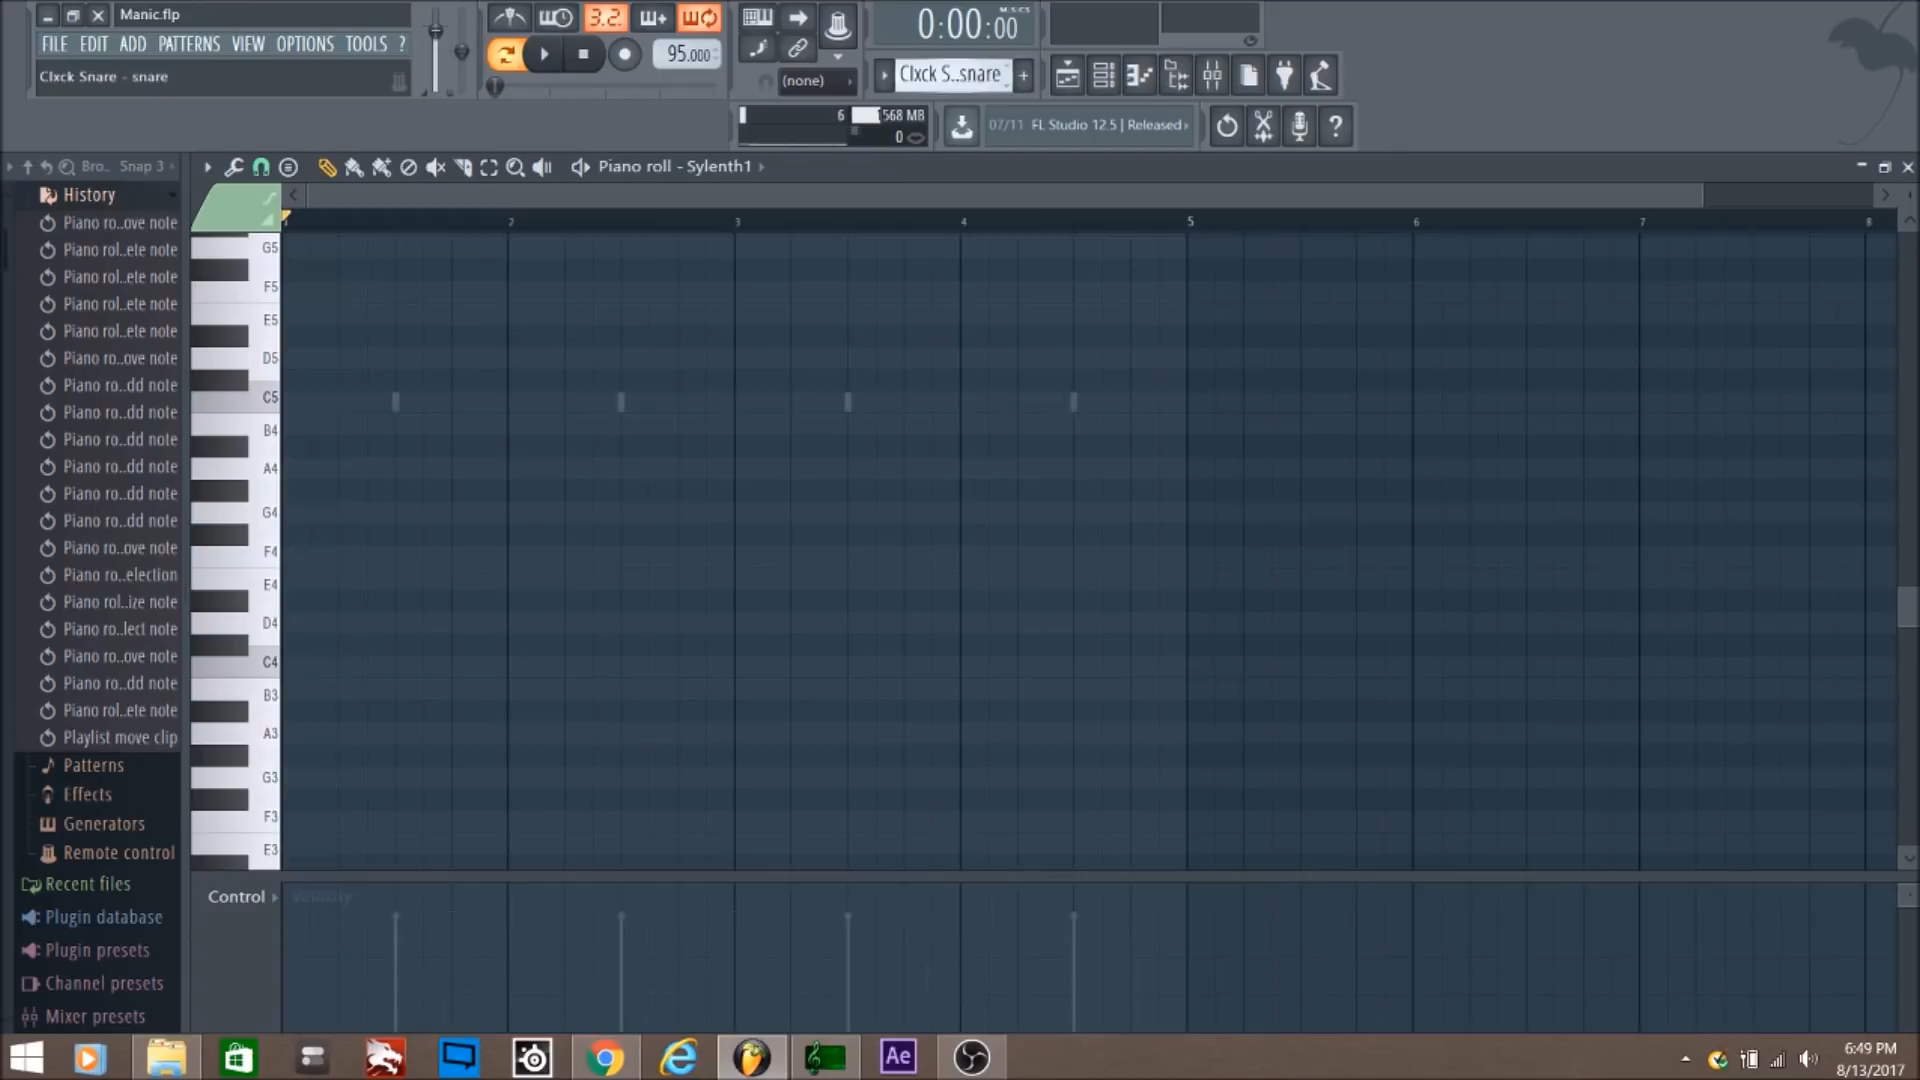 Manic.flp
FILE EDIT ADD PATTERNS VIEW OPTIONS TOOLS ?
Clxck Snare - snare
3.2.
95.000
(none)
0:00:00
M:S:CS
Clxck S..snare
6
568 MB
0
07/11 FL Studio 12.5 | Released
Bro.. Snap 3
Piano roll - Sylenth1
History
Piano ro..ove note
Piano rol..ete note
Piano rol..ete note
Piano rol..ete note
Piano rol..ete note
Piano ro..ove note
Piano ro..dd note
Piano ro..dd note
Piano ro..dd note
Piano ro..dd note
Piano ro..dd note
Piano ro..dd note
Piano ro..ove note
Piano ro..election
Piano rol..ize note
Piano ro..lect note
Piano ro..ove note
Piano ro..dd note
Piano rol..ete note
Playlist move clip
Patterns
Effects
Generators
Remote control
Recent files
Plugin database
Plugin presets
Channel presets
Mixer presets
2 3 4 5 6 7 8
G5
F5
E5
D5
C5
B4
A4
G4
F4
E4
D4
C4
B3
A3
G3
F3
E3
Control
Velocity
Ae
6:49 PM
8/13/2017